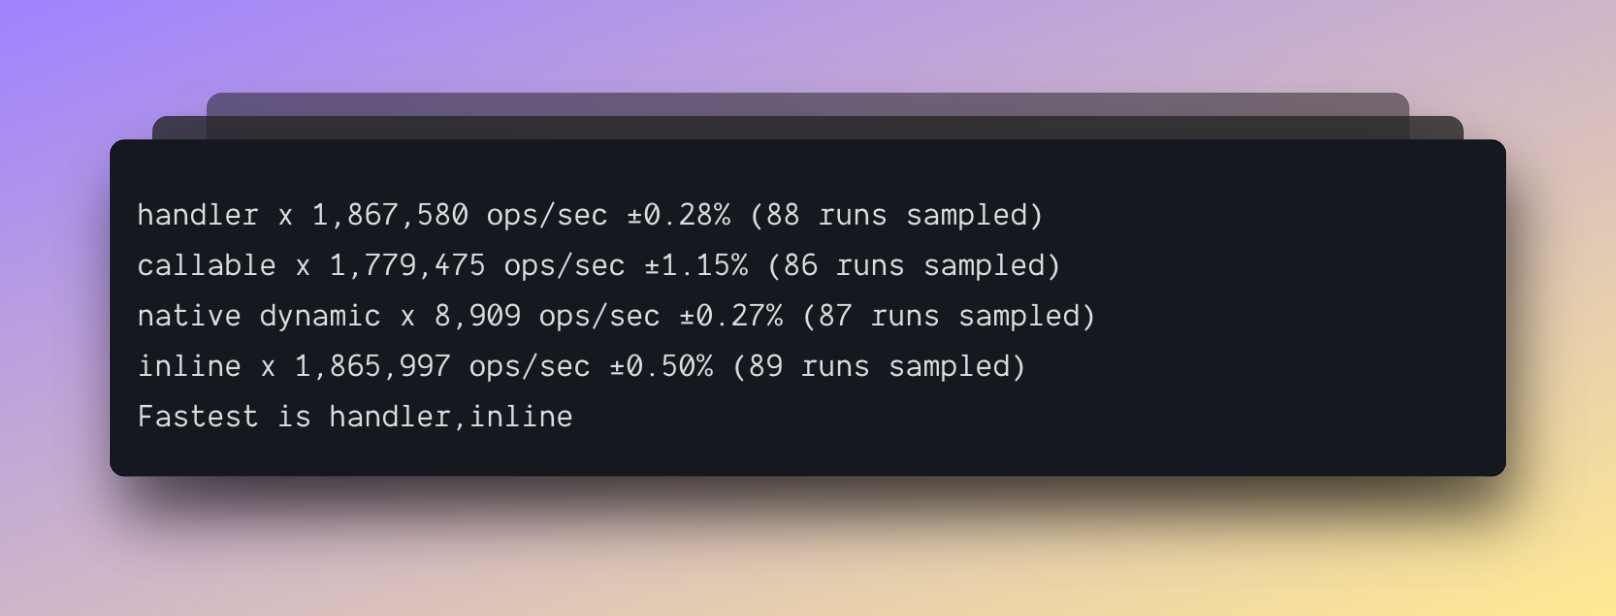 handler x 1,867,580 ops/sec ±0.28% (88 runs sampled)
callable x 1,779,475 ops/sec ±1.15% (86 runs sampled)
native dynamic x 8,909 ops/sec ±0.27% (87 runs sampled)
inline x 1,865,997 ops/sec ±0.50% (89 runs sampled)
Fastest is handler,inline